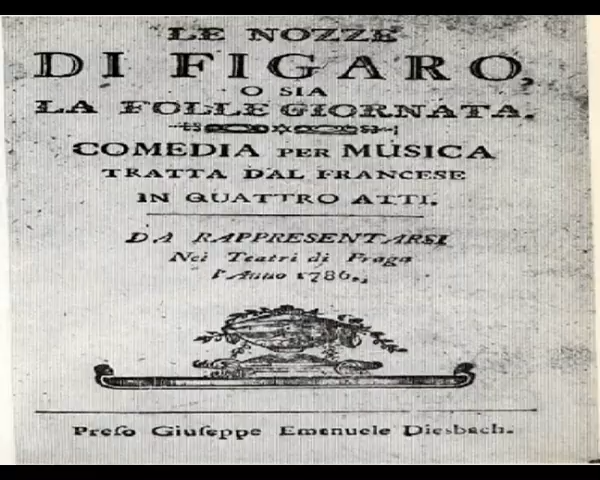 LE NOZZE
DI FIGARO,
O SIA
LA FOLLE GIORNATA.
COMEDIA PER MUSICA
TRATTA DAL FRANCESE
IN QUATTRO ATTI.
DA RAPPRESENTARSI
Nei Teatri di Praga
l'Anno 1786.
Preſo Giuſeppe Emanuele Diesbach.